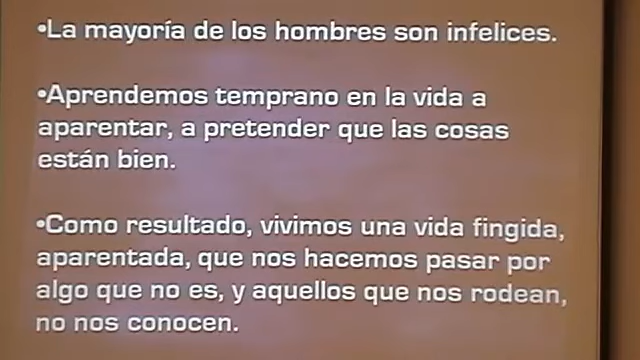 •La mayoría de los hombres son infelices.
•Aprendemos temprano en la vida a
aparentar, a pretender que las cosas
están bien.
•Como resultado, vivimos una vida fingida,
aparentada, que nos hacemos pasar por
algo que no es, y aquellos que nos rodean,
no nos conocen.